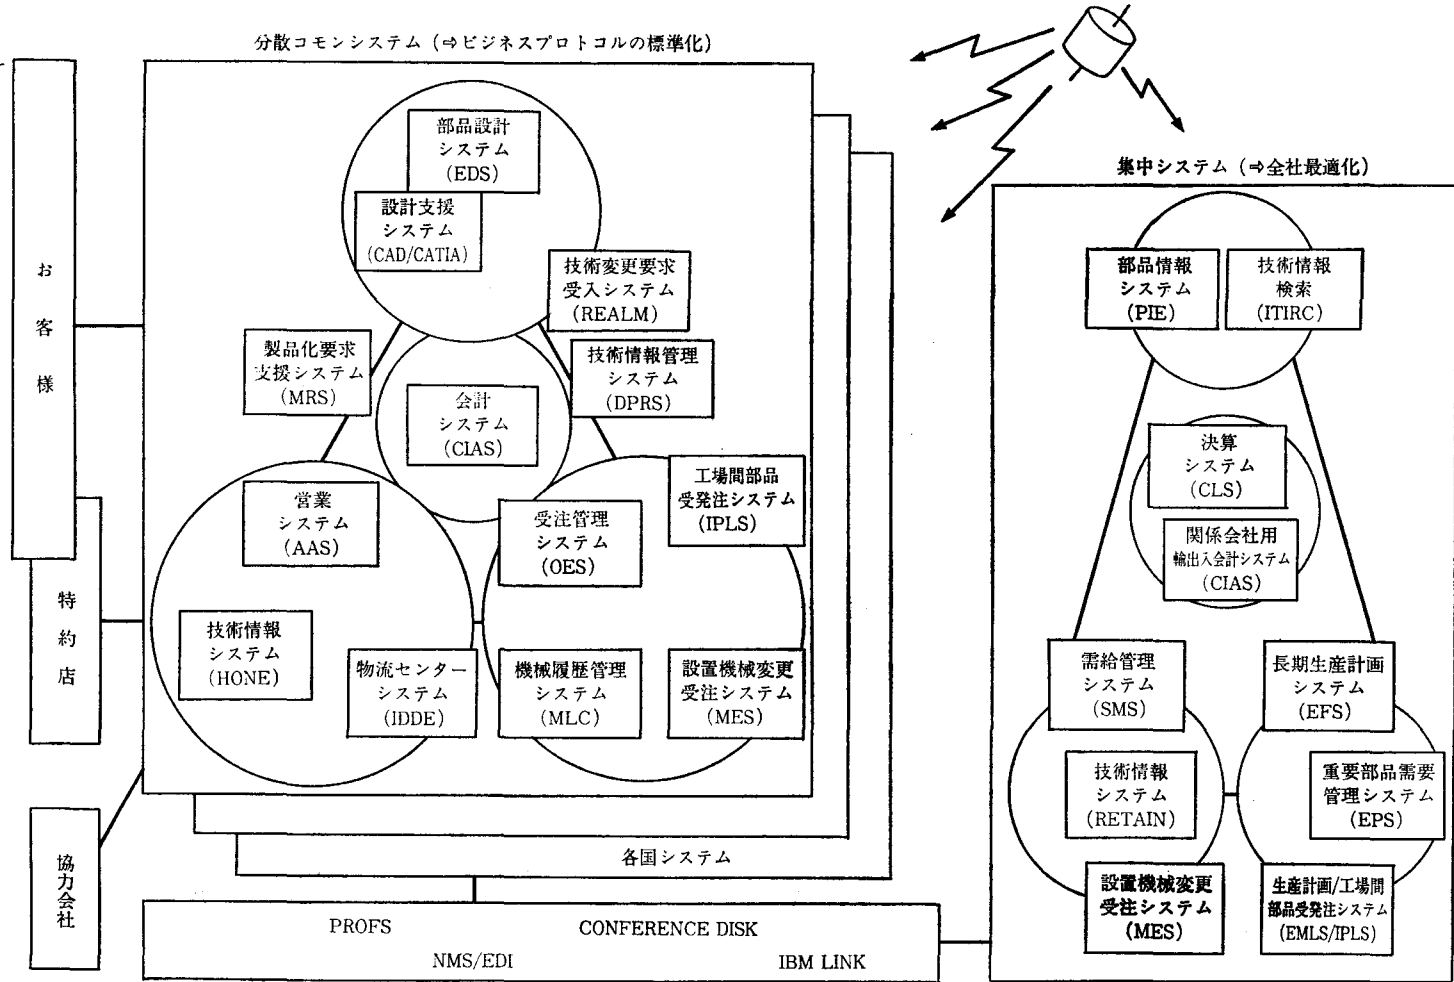 分散コモンシステム (⇒ビジネスプロトコルの標準化)
お客様
特約店
協力会社
部品設計
システム
(EDS)
設計支援
システム
(CAD/CATIA)
技術変更要求
受入システム
(REALM)
製品化要求
支援システム
(MRS)
技術情報管理
システム
(DPRS)
会計
システム
(CIAS)
営業
システム
(AAS)
技術情報
システム
(HONE)
物流センター
システム
(IDDE)
受注管理
システム
(OES)
工場間部品
受発注システム
(IPLS)
機械履歴管理
システム
(MLC)
設置機械変更
受注システム
(MES)
各国システム
PROFS
CONFERENCE DISK
NMS/EDI
IBM LINK
集中システム (⇒全社最適化)
部品情報
システム
(PIE)
技術情報
検索
(ITIRC)
決算
システム
(CLS)
関係会社用
輸出入会計システム
(CIAS)
需給管理
システム
(SMS)
長期生産計画
システム
(EFS)
技術情報
システム
(RETAIN)
重要部品需要
管理システム
(EPS)
設置機械変更
受注システム
(MES)
生産計画/工場間
部品受発注システム
(EMLS/IPLS)